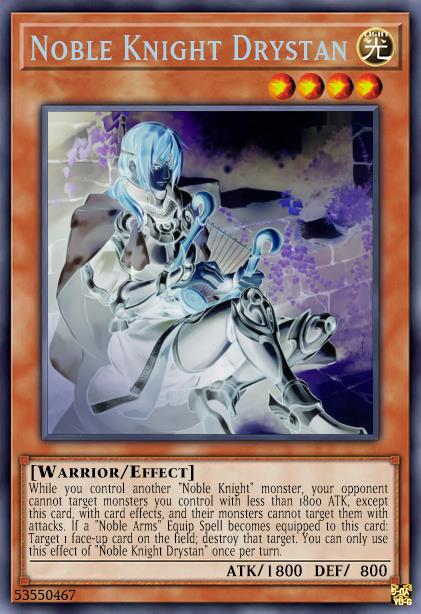 NOBLE KNIGHT DRYSTAN
LIGHT
光
[WARRIOR/EFFECT]
While you control another "Noble Knight" monster, your opponent
cannot target monsters you control with less than 1800 ATK, except
this card, with card effects, and their monsters cannot target them with
attacks. If a "Noble Arms" Equip Spell becomes equipped to this card:
Target 1 face-up card on the field; destroy that target. You can only use
this effect of "Noble Knight Drystan" once per turn.
ATK/1800 DEF/ 800
53550467